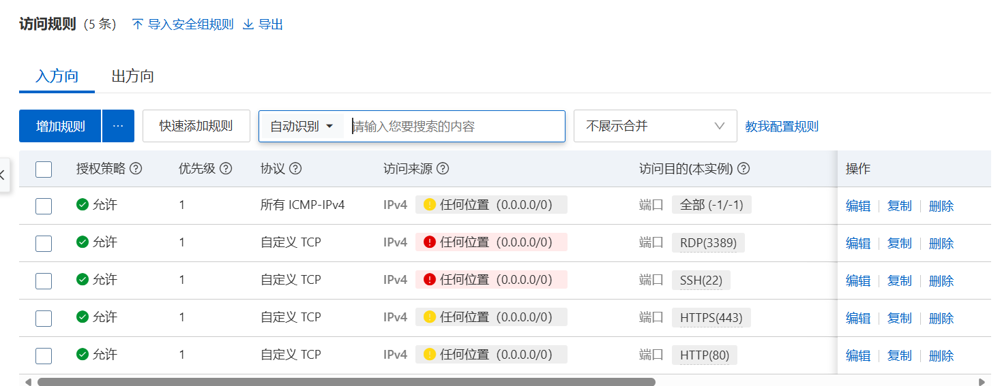 访问规则 (5 条) 导入安全组规则 导出
入方向 出方向
增加规则 ... 快速添加规则 自动识别 请输入您要搜索的内容 不展示合并 教我配置规则
授权策略 优先级 协议 访问来源 访问目的(本实例) 操作
允许 1 所有 ICMP-IPv4 IPv4 任何位置 (0.0.0.0/0) 端口 全部 (-1/-1) 编辑 复制 删除
允许 1 自定义 TCP IPv4 任何位置 (0.0.0.0/0) 端口 RDP(3389) 编辑 复制 删除
允许 1 自定义 TCP IPv4 任何位置 (0.0.0.0/0) 端口 SSH(22) 编辑 复制 删除
允许 1 自定义 TCP IPv4 任何位置 (0.0.0.0/0) 端口 HTTPS(443) 编辑 复制 删除
允许 1 自定义 TCP IPv4 任何位置 (0.0.0.0/0) 端口 HTTP(80) 编辑 复制 删除